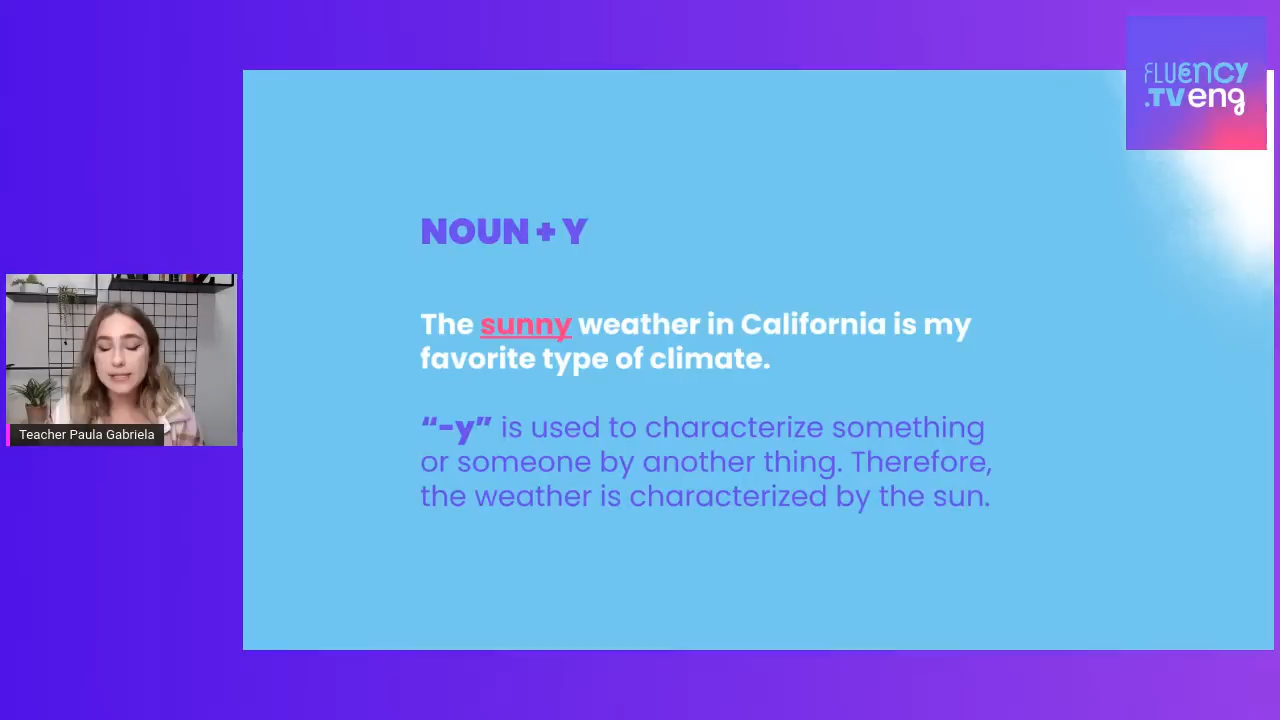 FLUENCY
.TV eng
NOUN + Y
The sunny weather in California is my
favorite type of climate.
“-y” is used to characterize something
or someone by another thing. Therefore,
the weather is characterized by the sun.
Teacher Paula Gabriela